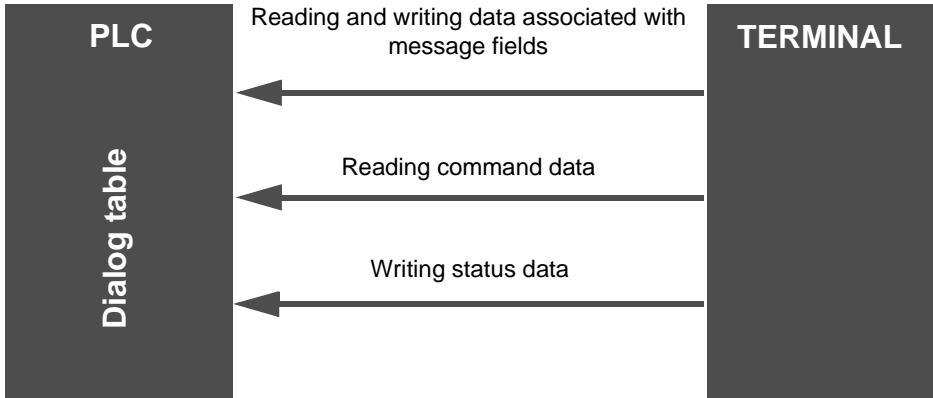 PLC
Reading and writing data associated with
message fields
TERMINAL
Dialog table
Reading command data
Writing status data